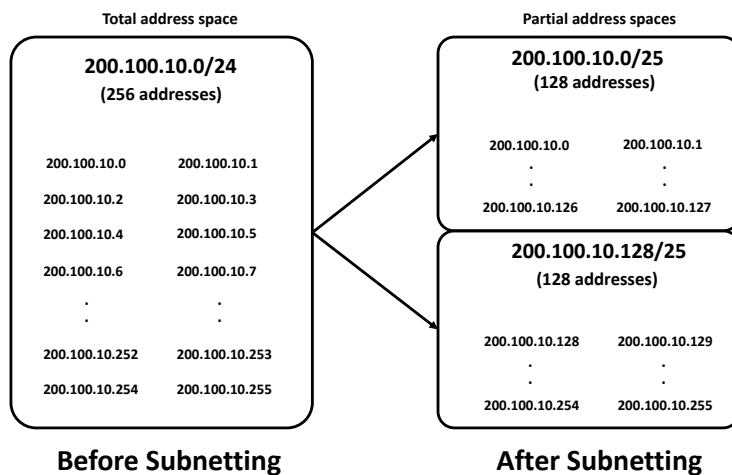 Total address space
200.100.10.0/24
(256 addresses)
200.100.10.0 200.100.10.1
200.100.10.2 200.100.10.3
200.100.10.4 200.100.10.5
200.100.10.6 200.100.10.7
. .
. .
200.100.10.252 200.100.10.253
200.100.10.254 200.100.10.255
Before Subnetting
Partial address spaces
200.100.10.0/25
(128 addresses)
200.100.10.0 200.100.10.1
. .
. .
200.100.10.126 200.100.10.127
200.100.10.128/25
(128 addresses)
200.100.10.128 200.100.10.129
. .
. .
200.100.10.254 200.100.10.255
After Subnetting